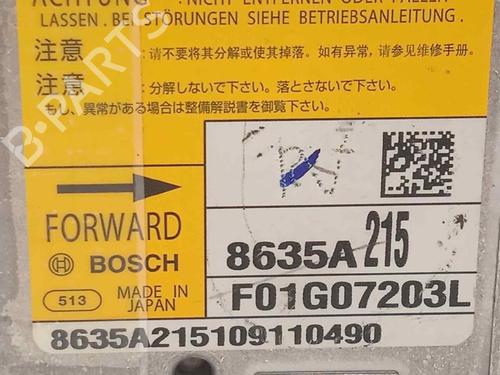 ACHTUNG : NICHT ENTFERNEN ODER FALLEN
LASSEN. BEI STÖRUNGEN SIEHE BETRIEBSANLEITUNG.
注意 :请不要将其分解或使其掉落。如有异常,请参见维修手册.
注意 :分解しないで下さい。落とさないで下さい。
もし、異常がある場合は整備解説書を御覧下さい。
FORWARD
BOSCH
513 MADE IN
JAPAN
8635A215
F01G07203L
8635A215109110490
B-PARTS